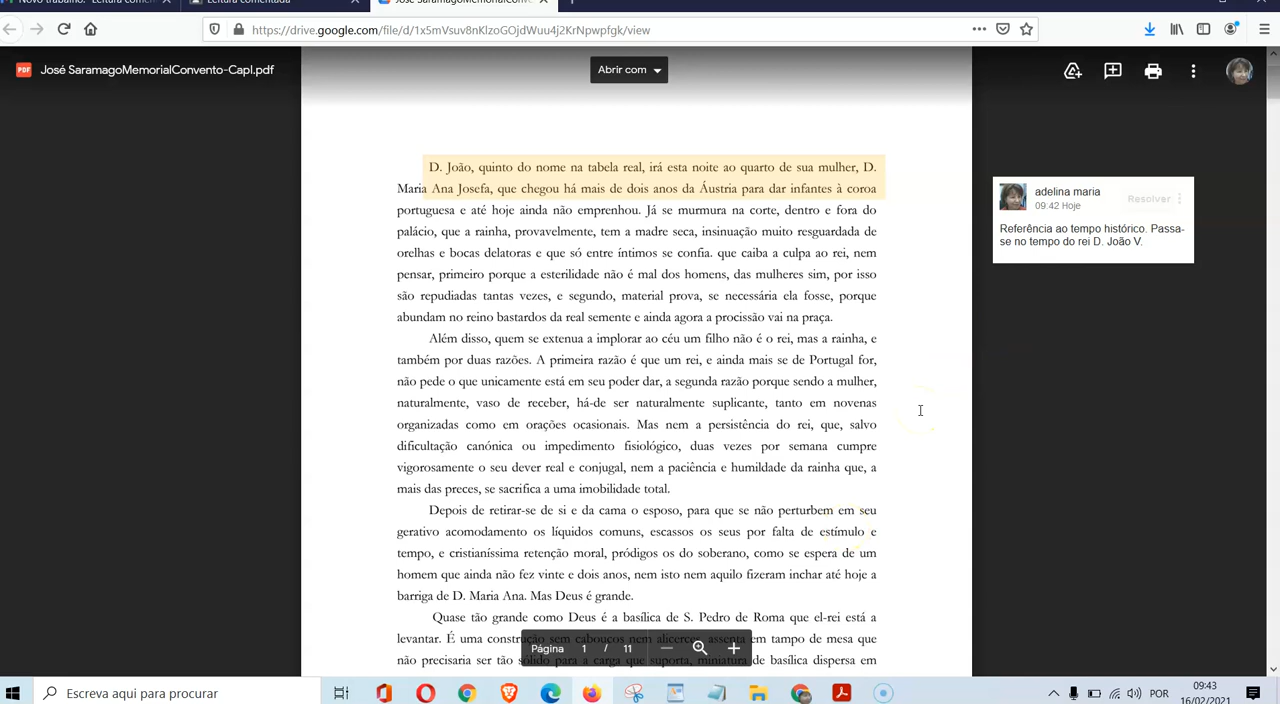 Novo trabalho: "Leitura comen
Leitura comentada
José SaramagoMemorialConve
https://drive.google.com/file/d/1x5mVsuv8nKlzoGOjdWuu4j2KrNpwpfgk/view
PDF José SaramagoMemorialConvento-CapI.pdf
Abrir com
D. João, quinto do nome na tabela real, irá esta noite ao quarto de sua mulher, D.
Maria Ana Josefa, que chegou há mais de dois anos da Áustria para dar infantes à coroa
portuguesa e até hoje ainda não emprenhou. Já se murmura na corte, dentro e fora do
palácio, que a rainha, provavelmente, tem a madre seca, insinuação muito resguardada de
orelhas e bocas delatoras e que só entre íntimos se confia. que caiba a culpa ao rei, nem
pensar, primeiro porque a esterilidade não é mal dos homens, das mulheres sim, por isso
são repudiadas tantas vezes, e segundo, material prova, se necessária ela fosse, porque
abundam no reino bastardos da real semente e ainda agora a procissão vai na praça.
Além disso, quem se extenua a implorar ao céu um filho não é o rei, mas a rainha, e
também por duas razões. A primeira razão é que um rei, e ainda mais se de Portugal for,
não pede o que unicamente está em seu poder dar, a segunda razão porque sendo a mulher,
naturalmente, vaso de receber, há-de ser naturalmente suplicante, tanto em novenas
organizadas como em orações ocasionais. Mas nem a persistência do rei, que, salvo
dificultação canónica ou impedimento fisiológico, duas vezes por semana cumpre
vigorosamente o seu dever real e conjugal, nem a paciência e humildade da rainha que, a
mais das preces, se sacrifica a uma imobilidade total.
Depois de retirar-se de si e da cama o esposo, para que se não perturbem em seu
gerativo acomodamento os líquidos comuns, escassos os seus por falta de estímulo e
tempo, e cristianíssima retenção moral, pródigos os do soberano, como se espera de um
homem que ainda não fez vinte e dois anos, nem isto nem aquilo fizeram inchar até hoje a
barriga de D. Maria Ana. Mas Deus é grande.
Quase tão grande como Deus é a basílica de S. Pedro de Roma que el-rei está a
levantar. É uma construção sem caboucos nem alicerces, assenta em tampo de mesa que
não precisaria ser tão sólido para a carga que suporta, miniatura de basílica dispersa em
adelina maria
09:42 Hoje
Resolver
Referência ao tempo histórico. Passa-
se no tempo do rei D. João V.
Página 1 / 11
Escreva aqui para procurar
POR
09:43
16/02/2021